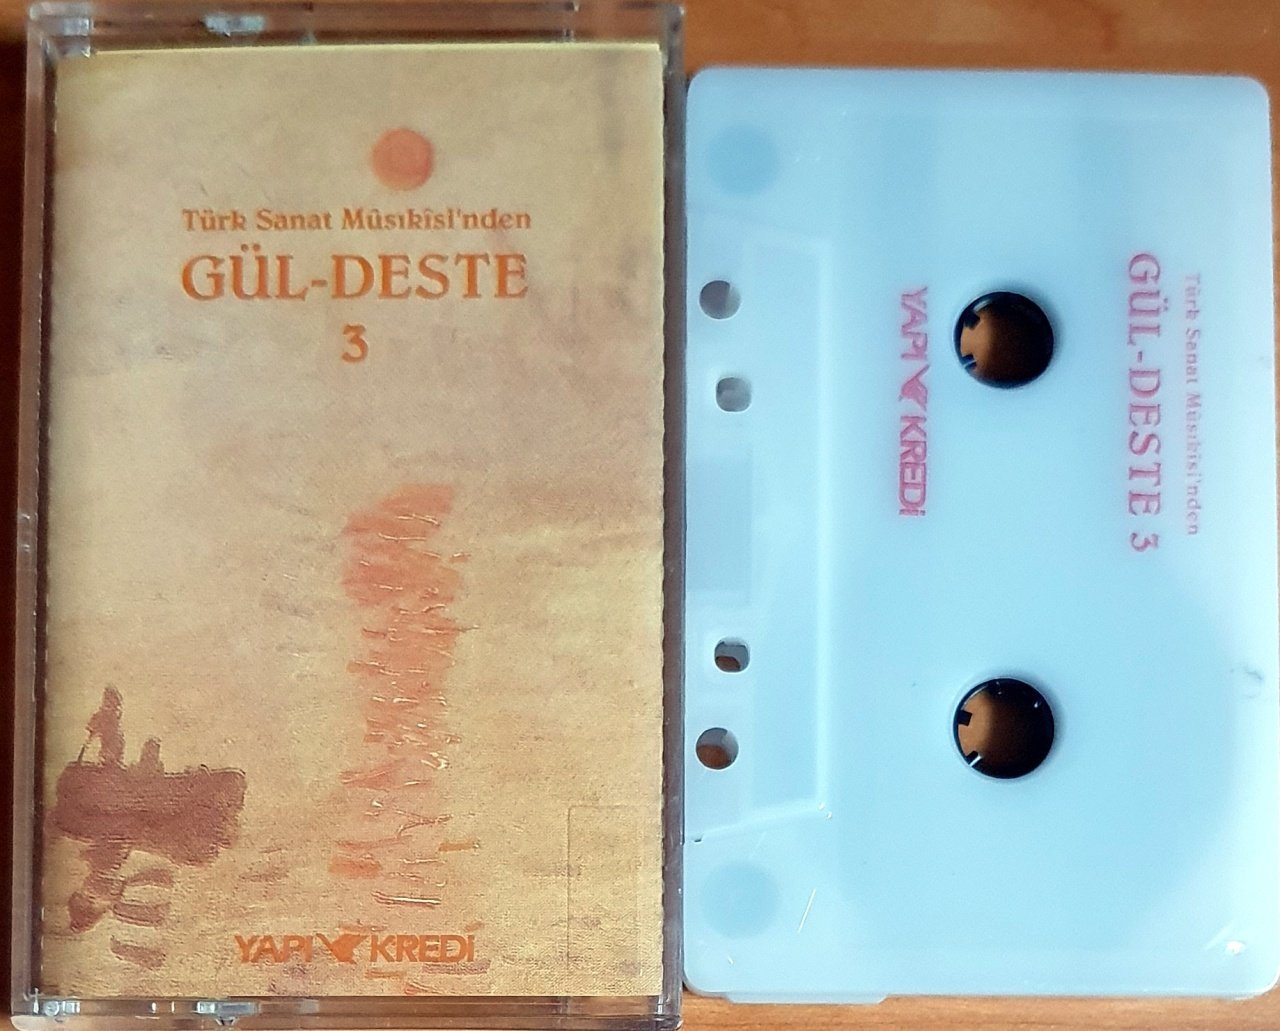 Türk Sanat Mûsıkîsi'nden
GÜL-DESTE
3
YAPI KREDİ
Türk Sanat Mûsıkîsi'nden
GÜL-DESTE 3
YAPI KREDİ